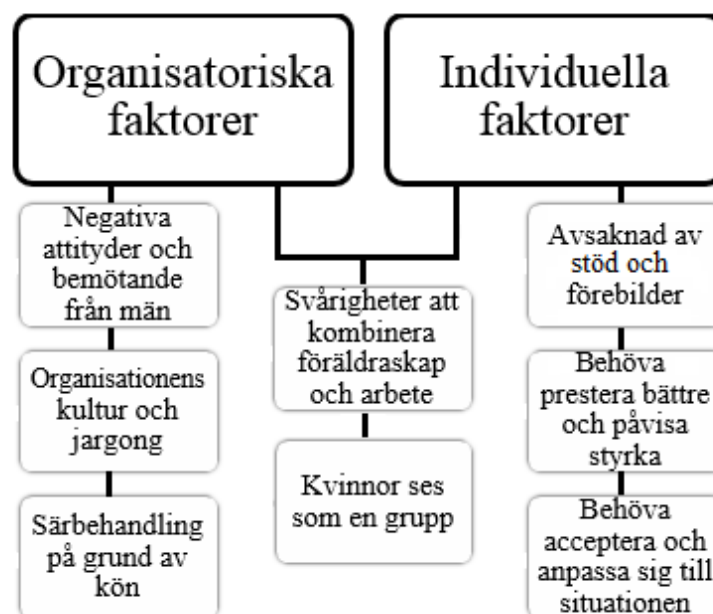 Organisatoriska
faktorer
Individuella
faktorer
Negativa
attityder och
bemötande
från män
Organisationens
kultur och
jargong
Särbehandling
på grund av
kön
Svårigheter att
kombinera
föräldraskap
och arbete
Kvinnor ses
som en grupp
Avsaknad av
stöd och
förebilder
Behöva
prestera bättre
och påvisa
styrka
Behöva
acceptera och
anpassa sig till
situationen